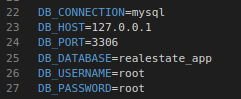 22 DB_CONNECTION=mysql
23 DB_HOST=127.0.0.1
24 DB_PORT=3306
25 DB_DATABASE=realestate_app
26 DB_USERNAME=root
27 DB_PASSWORD=root